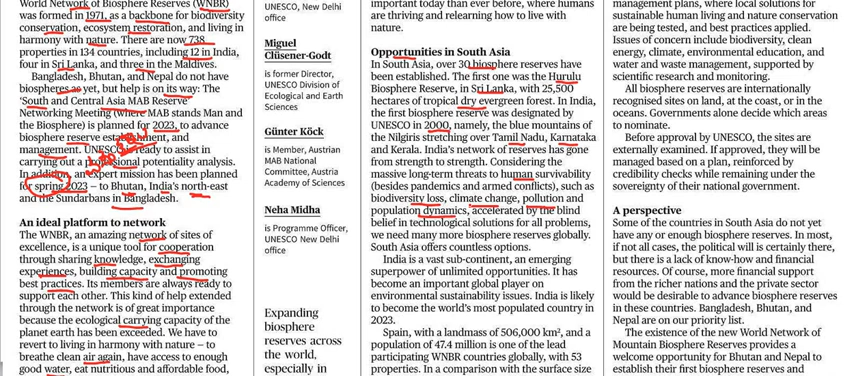 World Network of Biosphere Reserves (WNBR)
was formed in 1971, as a backbone for biodiversity
conservation, ecosystem restoration, and living in
harmony with nature. There are now 738
properties in 134 countries, including 12 in India,
four in Sri Lanka, and three in the Maldives.
Bangladesh, Bhutan, and Nepal do not have
biospheres as yet, but help is on its way: The
‘South and Central Asia MAB Reserve
Networking Meeting (where MAB stands Man and
the Biosphere) is planned for 2023, to advance
biosphere reserve establishment, and
management. UNESCO is ready to assist in
carrying out a potential analysis.
In addition, an expert mission has been planned
for spring 2023 – to Bhutan, India’s north-east
and the Sundarbans in Bangladesh.
An ideal platform to network
The WNBR, an amazing network of sites of
excellence, is a unique tool for cooperation
through sharing knowledge, exchanging
experiences, building capacity and promoting
best practices. Its members are always ready to
support each other. This kind of help extended
through the network is of great importance
because the ecological carrying capacity of the
planet earth has been exceeded. We have to
revert to living in harmony with nature – to
breathe clean air again, have access to enough
good water, eat nutritious and affordable food,
UNESCO, New Delhi
office
Miguel
Clüsener-Godt
is former Director,
UNESCO Division of
Ecological and Earth
Sciences
Günter Köck
is Member, Austrian
MAB National
Committee, Austria
Academy of Sciences
Neha Midha
is Programme Officer,
UNESCO New Delhi
office
Expanding
biosphere
reserves across
the world,
especially in
important today than ever before, where humans
are thriving and relearning how to live with
nature.
Opportunities in South Asia
In South Asia, over 30 biosphere reserves have
been established. The first one was the Hurulu
Biosphere Reserve, in Sri Lanka, with 25,500
hectares of tropical dry evergreen forest. In India,
the first biosphere reserve was designated by
UNESCO in 2000, namely, the blue mountains of
the Nilgiris stretching over Tamil Nadu, Karnataka
and Kerala. India’s network of reserves has gone
from strength to strength. Considering the
massive long-term threats to human survivability
(besides pandemics and armed conflicts), such as
biodiversity loss, climate change, pollution and
population dynamics, accelerated by the blind
belief in technological solutions for all problems,
we need many more biosphere reserves globally.
South Asia offers countless options.
India is a vast sub-continent, an emerging
superpower of unlimited opportunities. It has
become an important global player on
environmental sustainability issues. India is likely
to become the world’s most populated country in
2023.
Spain, with a landmass of 506,000 km², and a
population of 47.4 million is one of the lead
participating WNBR countries globally, with 53
properties. In a comparison with the surface size
management plans, where local solutions for
sustainable human living and nature conservation
are being tested, and best practices applied.
Issues of concern include biodiversity, clean
energy, climate, environmental education, and
water and waste management, supported by
scientific research and monitoring.
All biosphere reserves are internationally
recognised sites on land, at the coast, or in the
oceans. Governments alone decide which areas
to nominate.
Before approval by UNESCO, the sites are
externally examined. If approved, they will be
managed based on a plan, reinforced by
credibility checks while remaining under the
sovereignty of their national government.
A perspective
Some of the countries in South Asia do not yet
have any or enough biosphere reserves. In most,
if not all cases, the political will is certainly there,
but there is a lack of know-how and financial
resources. Of course, more financial support
from the richer nations and the private sector
would be desirable to advance biosphere reserves
in these countries. Bangladesh, Bhutan, and
Nepal are on our priority list.
The existence of the new World Network of
Mountain Biosphere Reserves provides a
welcome opportunity for Bhutan and Nepal to
establish their first biosphere reserves and